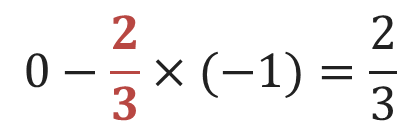 0 − 2/3 × (−1) = 2/3